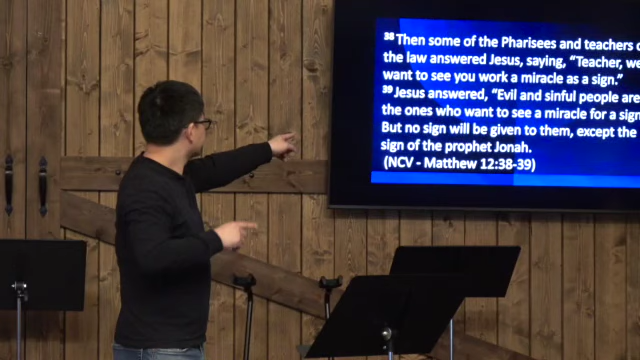 38 Then some of the Pharisees and teachers o
the law answered Jesus, saying, “Teacher, we
want to see you work a miracle as a sign.”
39 Jesus answered, “Evil and sinful people are
the ones who want to see a miracle for a sign
But no sign will be given to them, except the
sign of the prophet Jonah.
(NCV - Matthew 12:38-39)